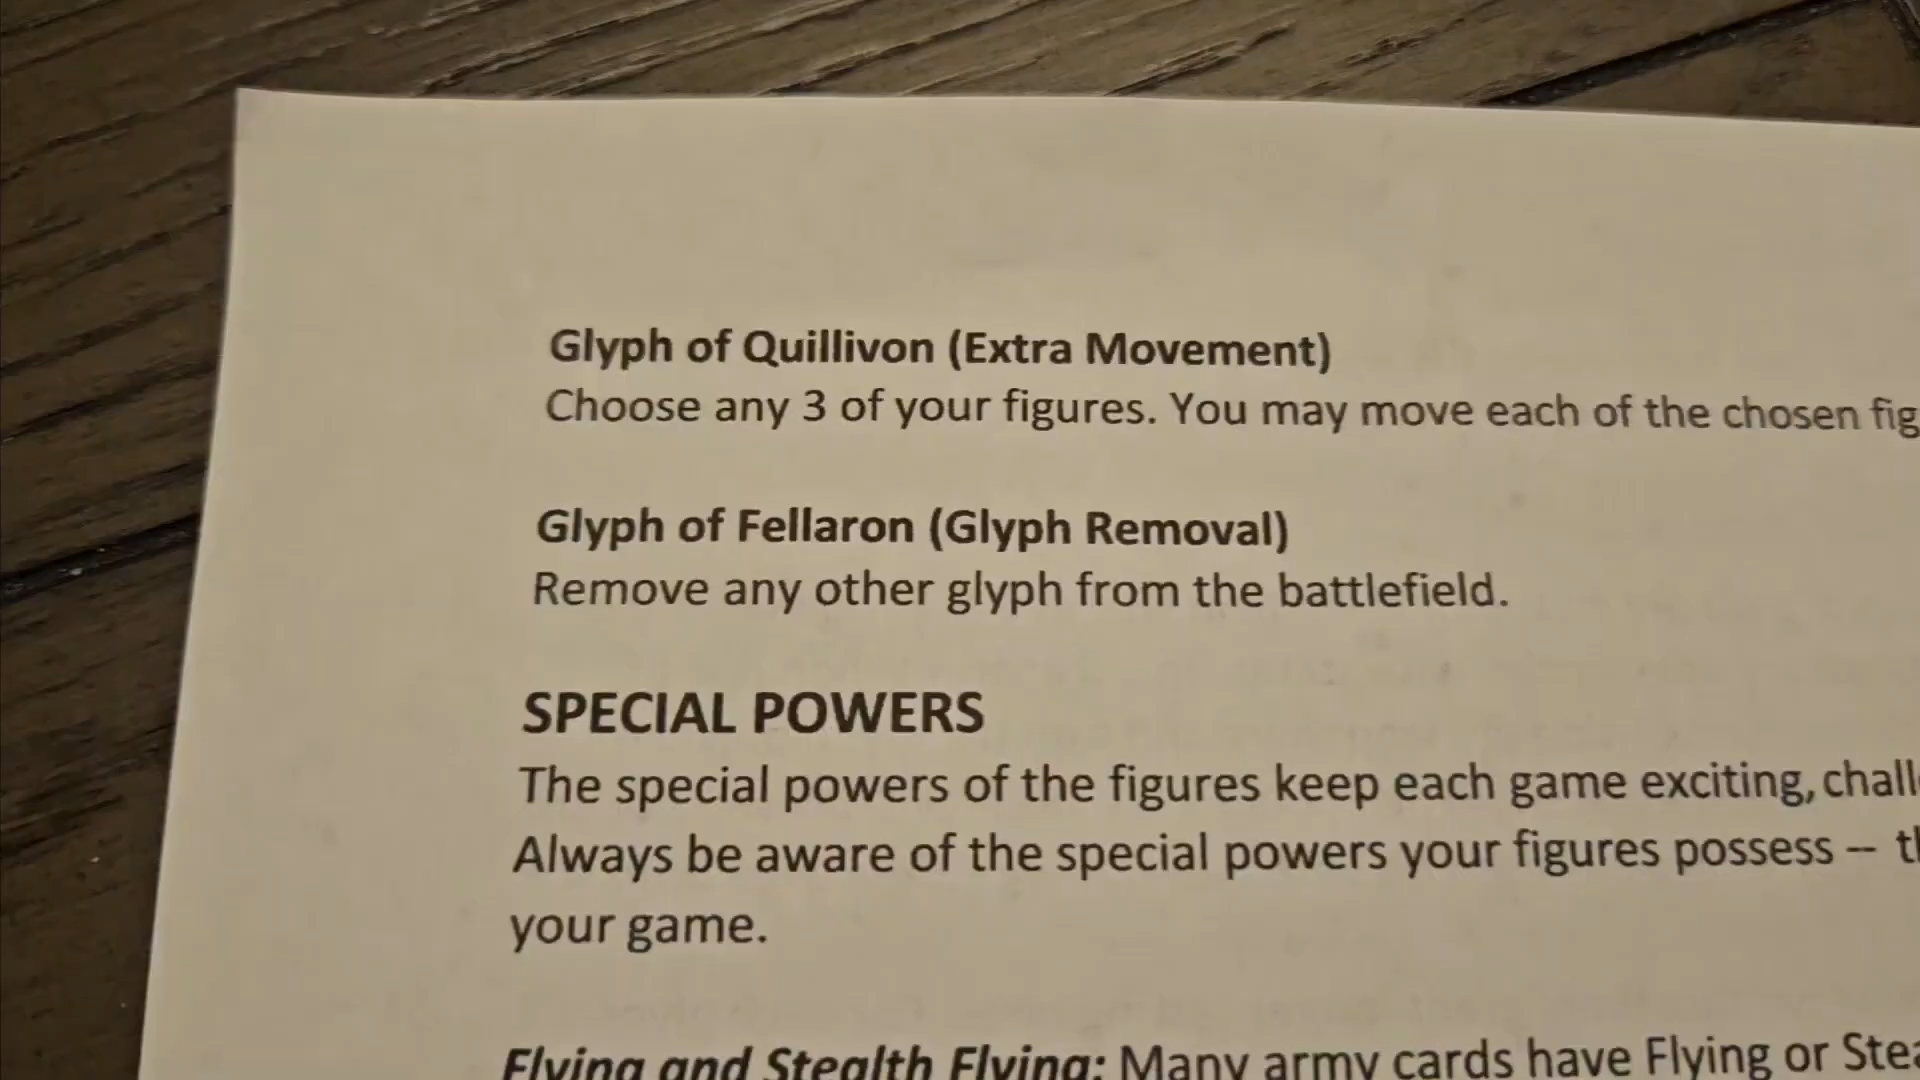 Glyph of Quillivon (Extra Movement)
Choose any 3 of your figures. You may move each of the chosen
Glyph of Fellaron (Glyph Removal)
Remove any other glyph from the battlefield.
SPECIAL POWERS
The special powers of the figures keep each game exciting,
Always be aware of the special powers your figures possess –
your game.
Flying and Stealth Flying: Many army cards have Flying or